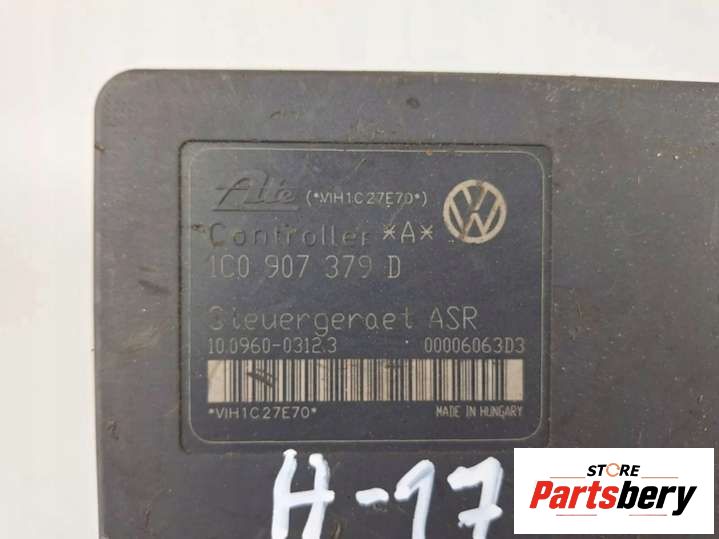 Ate (*VIH1C27E70*)
Controller *A*
1C0 907 379 D
Steuergeraet ASR
10.0960-0312.3 00006063D3
*VIH1C27E70* MADE IN HUNGARY
H-17
STORE
Partsbery